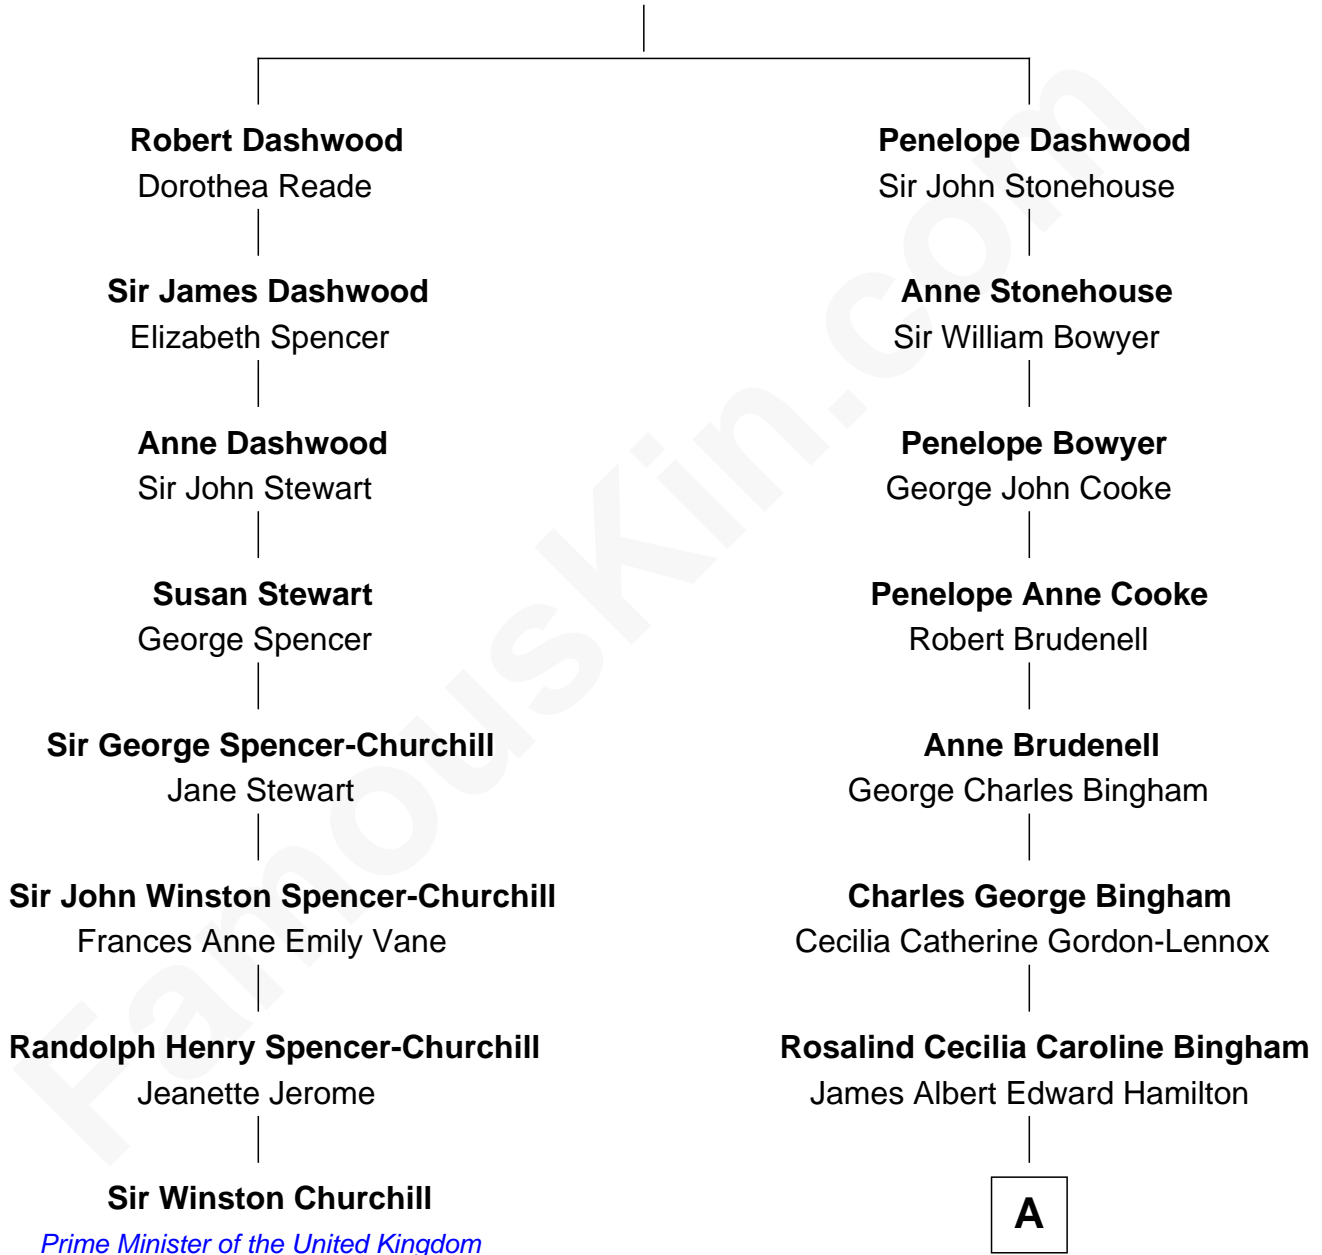 Robert Dashwood
Dorothea Reade
Sir James Dashwood
Elizabeth Spencer
Anne Dashwood
Sir John Stewart
Susan Stewart
George Spencer
Sir George Spencer-Churchill
Jane Stewart
Sir John Winston Spencer-Churchill
Frances Anne Emily Vane
Randolph Henry Spencer-Churchill
Jeanette Jerome
Sir Winston Churchill
Prime Minister of the United Kingdom
Penelope Dashwood
Sir John Stonehouse
Anne Stonehouse
Sir William Bowyer
Penelope Bowyer
George John Cooke
Penelope Anne Cooke
Robert Brudenell
Anne Brudenell
George Charles Bingham
Charles George Bingham
Cecilia Catherine Gordon-Lennox
Rosalind Cecilia Caroline Bingham
James Albert Edward Hamilton
A
FamousKin.com